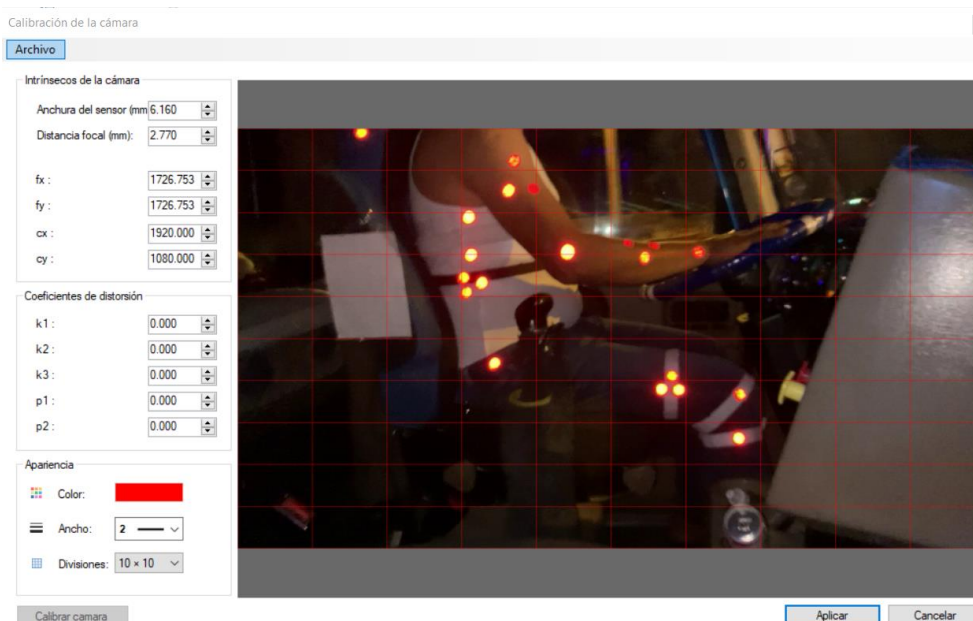 Calibración de la cámara
Archivo
Intrínsecos de la cámara
Anchura del sensor (mm 6.160
Distancia focal (mm): 2.770
fx : 1726.753
fy : 1726.753
cx : 1920.000
cy : 1080.000
Coeficientes de distorsión
k1 : 0.000
k2 : 0.000
k3 : 0.000
p1 : 0.000
p2 : 0.000
Apariencia
Color:
Ancho: 2
Divisiones: 10 × 10
Calibrar camara
Aplicar
Cancelar